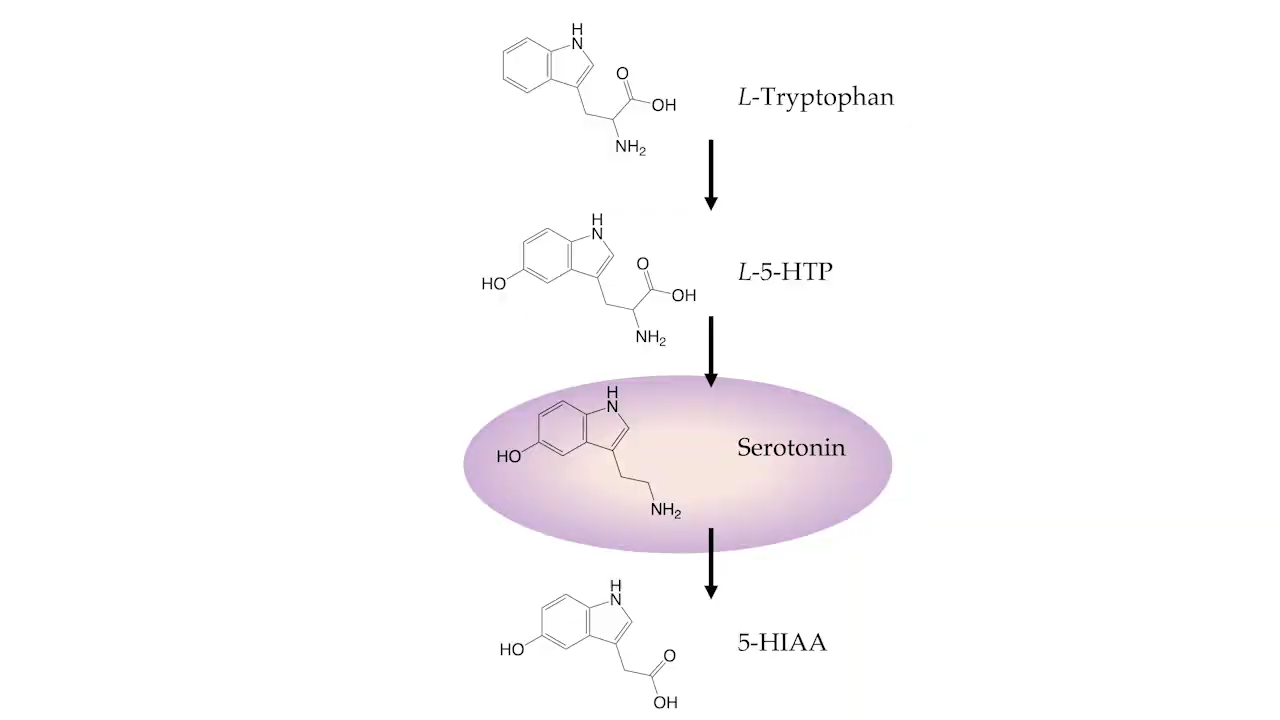 H
N
O
OH
NH₂
L-Tryptophan
H
N
HO
O
OH
NH₂
L-5-HTP
H
N
HO
NH₂
Serotonin
H
N
HO
O
OH
5-HIAA